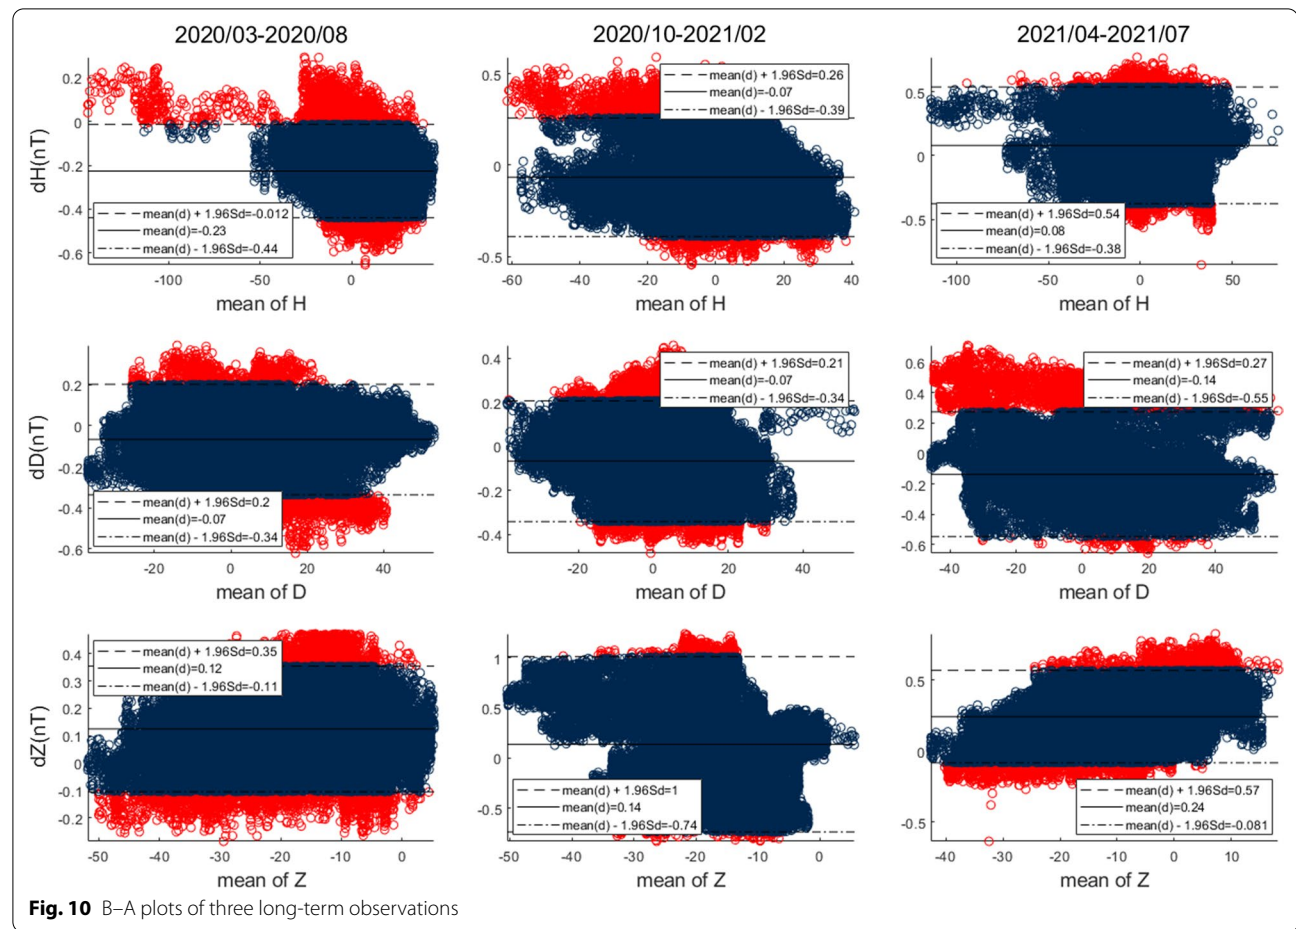 2020/03-2020/08
2020/10-2021/02
2021/04-2021/07
dH(nT)
0.2
0
-0.2
-0.4
-0.6
mean(d) + 1.96Sd=-0.012
mean(d)=-0.23
mean(d) - 1.96Sd=-0.44
-100
-50
0
mean of H
0.5
0
-0.5
mean(d) + 1.96Sd=0.26
mean(d)=-0.07
mean(d) - 1.96Sd=-0.39
-60
-40
-20
0
20
40
mean of H
0.5
0
-0.5
mean(d) + 1.96Sd=0.54
mean(d)=0.08
mean(d) - 1.96Sd=-0.38
-100
-50
0
50
mean of H
dD(nT)
0.2
0
-0.2
-0.4
-0.6
mean(d) + 1.96Sd=0.2
mean(d)=-0.07
mean(d) - 1.96Sd=-0.34
-20
0
20
40
mean of D
0.4
0.2
0
-0.2
-0.4
mean(d) + 1.96Sd=0.21
mean(d)=-0.07
mean(d) - 1.96Sd=-0.34
-20
0
20
40
mean of D
0.6
0.4
0.2
0
-0.2
-0.4
-0.6
mean(d) + 1.96Sd=0.27
mean(d)=-0.14
mean(d) - 1.96Sd=-0.55
-40
-20
0
20
40
mean of D
dZ(nT)
0.4
0.3
0.2
0.1
0
-0.1
-0.2
mean(d) + 1.96Sd=0.35
mean(d)=0.12
mean(d) - 1.96Sd=-0.11
-50
-40
-30
-20
-10
0
mean of Z
1
0.5
0
-0.5
mean(d) + 1.96Sd=1
mean(d)=0.14
mean(d) - 1.96Sd=-0.74
-50
-40
-30
-20
-10
0
mean of Z
0.5
0
-0.5
mean(d) + 1.96Sd=0.57
mean(d)=0.24
mean(d) - 1.96Sd=-0.081
-40
-30
-20
-10
0
10
mean of Z
Fig. 10 B–A plots of three long-term observations